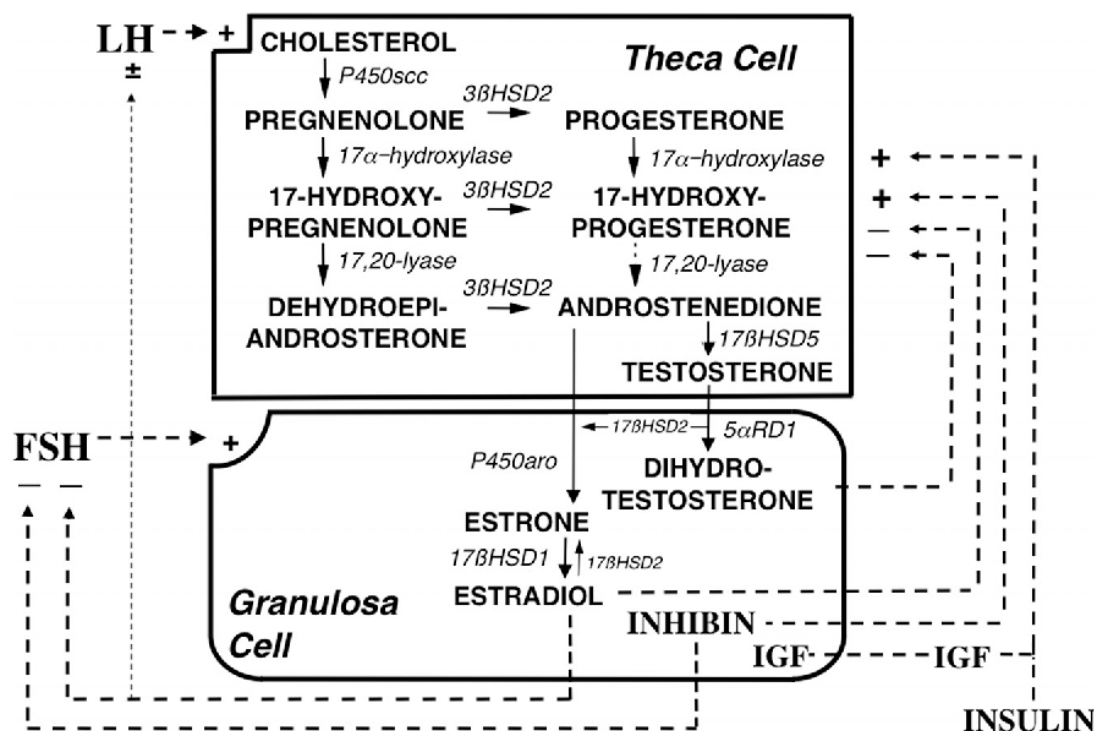 LH
+
CHOLESTEROL
Theca Cell
±
P450scc
3ßHSD2
PREGNENOLONE
PROGESTERONE
17α-hydroxylase
17α-hydroxylase
+
17-HYDROXY-
PREGNENOLONE
3ßHSD2
17-HYDROXY-
PROGESTERONE
+
—
—
17,20-lyase
17,20-lyase
3ßHSD2
DEHYDROEPI-
ANDROSTERONE
ANDROSTENEDIONE
17ßHSD5
TESTOSTERONE
FSH
+
— —
17ßHSD2
5αRD1
P450aro
DIHYDRO-
TESTOSTERONE
ESTRONE
17ßHSD1
17ßHSD2
ESTRADIOL
Granulosa
Cell
INHIBIN
IGF
IGF
INSULIN